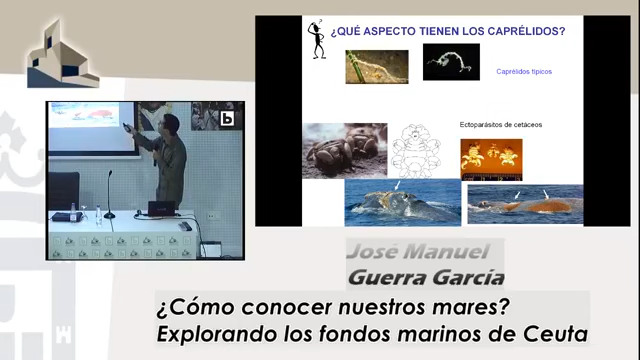 ¿QUÉ ASPECTO TIENEN LOS CAPRÉLIDOS?
Caprélidos típicos
Ectoparásitos de cetáceos
b
José Manuel
Guerra García
¿Cómo conocer nuestros mares?
Explorando los fondos marinos de Ceuta